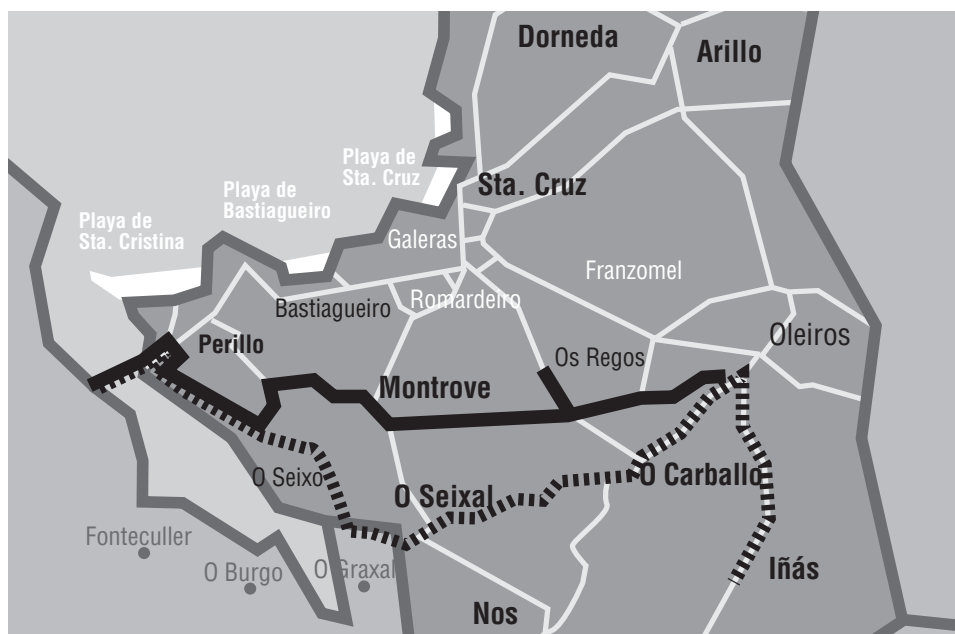 Dorneda
Arillo
Playa de
Sta. Cruz
Playa de
Bastiagueiro
Sta. Cruz
Playa de
Sta. Cristina
Galeras
Franzomel
Bastiagueiro
Romardeiro
Oleiros
Perillo
Os Regos
Montrove
O Seixo
O Seixal
O Carballo
Fonteculler
O Burgo
O Graxal
Iñás
Nos